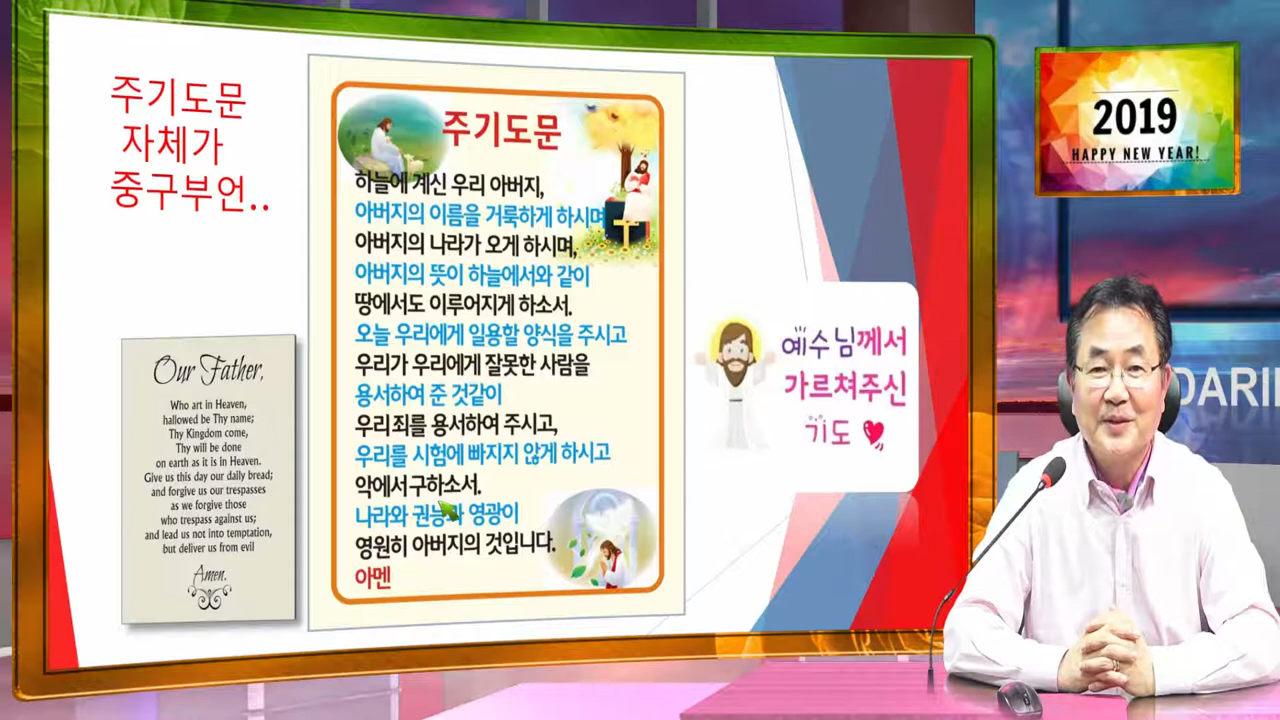 주기도문
자체가
중구부언..
주기도문
하늘에 계신 우리 아버지,
아버지의 이름을 거룩하게 하시며
아버지의 나라가 오게 하시며,
아버지의 뜻이 하늘에서와 같이
땅에서도 이루어지게 하소서.
오늘 우리에게 일용할 양식을 주시고
우리가 우리에게 잘못한 사람을
용서하여 준 것같이
우리죄를 용서하여 주시고,
우리를 시험에 빠지지 않게 하시고
악에서구하소서.
나라와 권능과 영광이
영원히 아버지의 것입니다.
아멘
Our Father,
Who art in Heaven,
hallowed be Thy name;
Thy Kingdom come,
Thy will be done
on earth as it is in Heaven.
Give us this day our daily bread;
and forgive us our trespasses
as we forgive those
who trespass against us;
and lead us not into temptation,
but deliver us from evil
Amen.
예수님께서
가르쳐주신
기도
2019
HAPPY NEW YEAR!
DARI